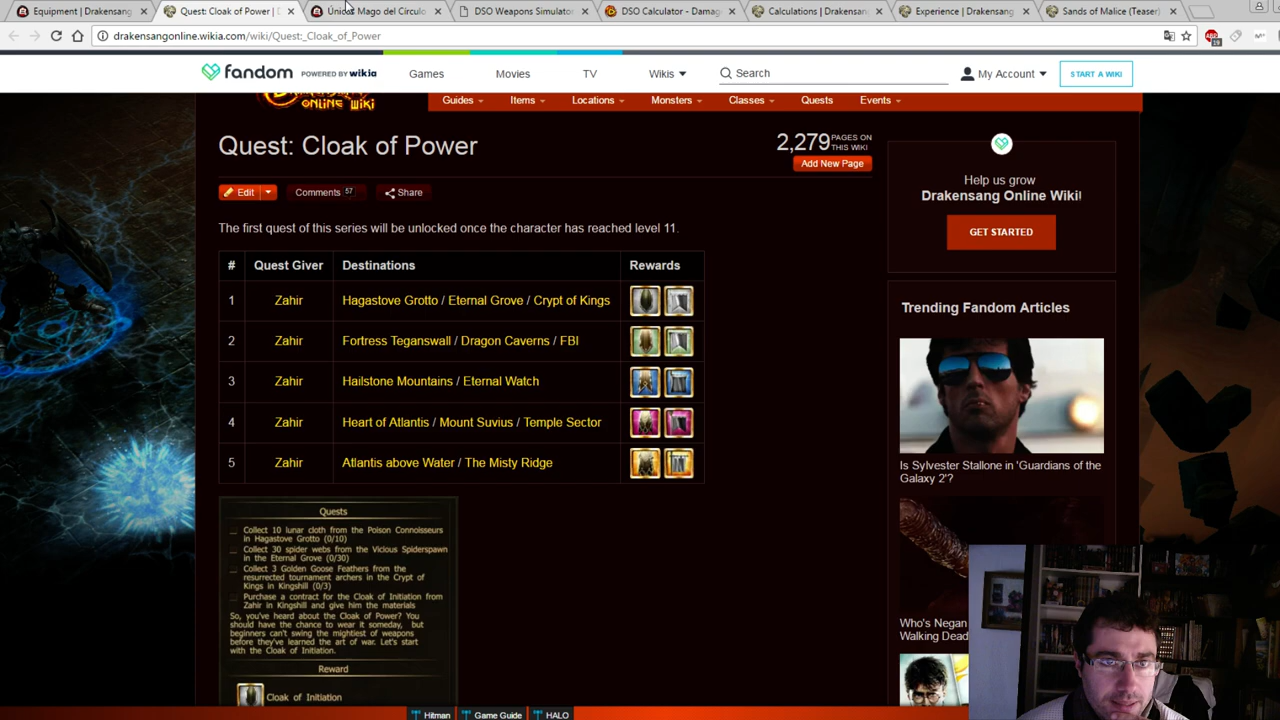 Equipment | Drakensang
Quest: Cloak of Power | D
Únicos Mago del Círculo
DSO Weapons Simulator
DSO Calculator - Damag
Calculations | Drakensan
Experience | Drakensang
Sands of Malice (Teaser)
drakensangonline.wikia.com/wiki/Quest:_Cloak_of_Power
19
fandom POWERED BY wikia
Games
Movies
TV
Wikis
Search
My Account
START A WIKI
ONLINE WIKI
Guides
Items
Locations
Monsters
Classes
Quests
Events
Quest: Cloak of Power
2,279 PAGES ON THIS WIKI
Add New Page
Edit
Comments 57
Share
The first quest of this series will be unlocked once the character has reached level 11.
# Quest Giver Destinations Rewards
1 Zahir Hagastove Grotto / Eternal Grove / Crypt of Kings
2 Zahir Fortress Teganswall / Dragon Caverns / FBI
3 Zahir Hailstone Mountains / Eternal Watch
4 Zahir Heart of Atlantis / Mount Suvius / Temple Sector
5 Zahir Atlantis above Water / The Misty Ridge
Quests
Collect 10 lunar cloth from the Poison Connoisseurs
in Hagastove Grotto (0/10)
Collect 30 spider webs from the Vicious Spiderspawn
in the Eternal Grove (0/30)
Collect 3 Golden Goose Feathers from the
resurrected tournament archers in the Crypt of
Kings in Kingshill (0/3)
Purchase a contract for the Cloak of Initiation from
Zahir in Kingshill and give him the materials
So, you've heard about the Cloak of Power? You
should have the chance to wear it someday, but
beginners can't swing the mightiest of weapons
before they've learned the art of war. Let's start
with the Cloak of Initiation.
Reward
Cloak of Initiation
Help us grow
Drakensang Online Wiki!
GET STARTED
Trending Fandom Articles
Is Sylvester Stallone in 'Guardians of the
Galaxy 2'?
Who's Negan
Walking Dead
Hitman
Game Guide
HALO